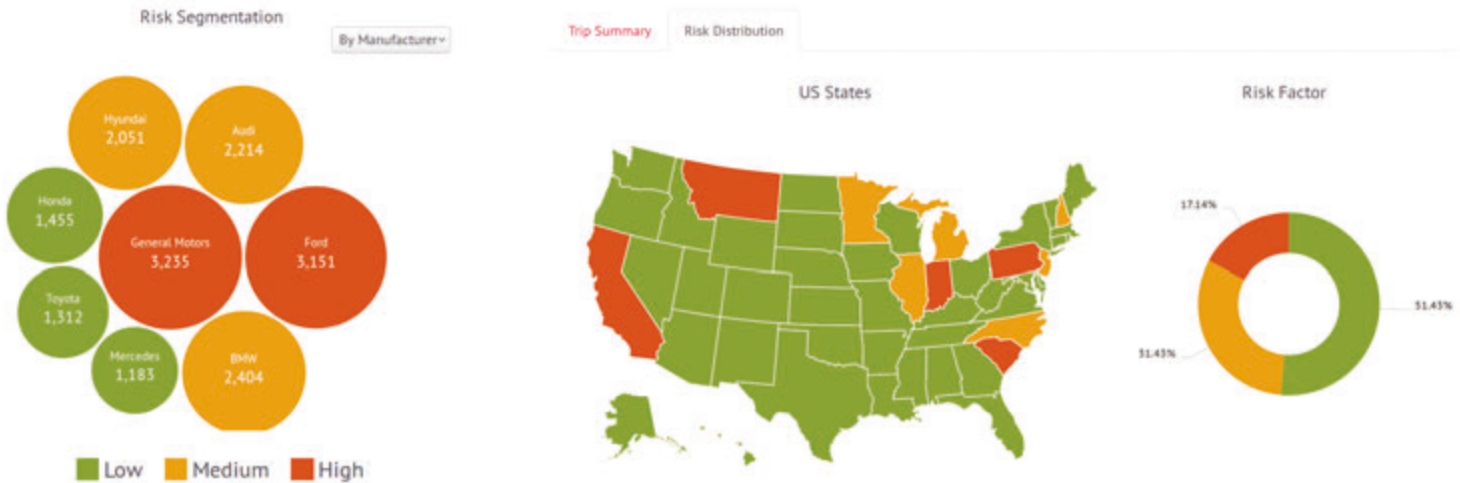 Risk Segmentation
By Manufacturer
Hyundai
2,051
Audi
2,214
Honda
1,455
General Motors
3,235
Ford
3,151
Toyota
1,312
Mercedes
1,183
BMW
2,404
Low
Medium
High
Trip Summary
Risk Distribution
US States
Risk Factor
17.14%
51.43%
31.43%